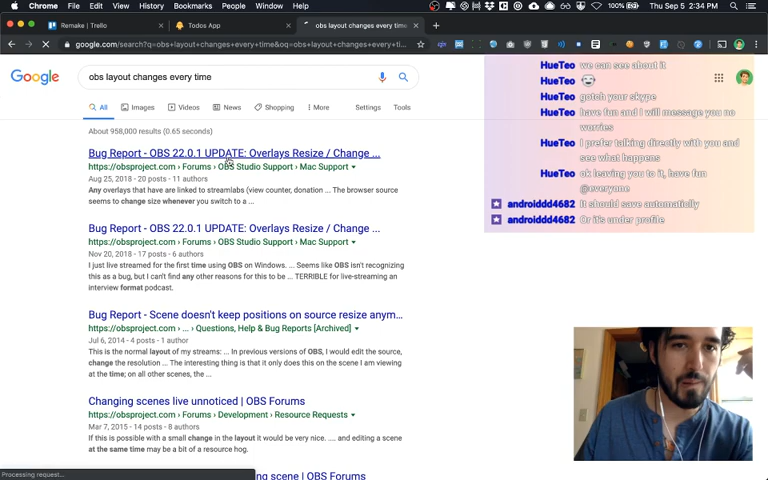 Chrome File Edit View History Bookmarks People Window Help 100% Thu Sep 5 2:34 PM
Remake | Trello
Todos App
obs layout changes every time
google.com/search?q=obs+layout+changes+every+time&oq=obs+layout+changes+every+ti...
Google
obs layout changes every time
All Images Videos News Shopping More Settings Tools
About 958,000 results (0.65 seconds)
Bug Report - OBS 22.0.1 UPDATE: Overlays Resize / Change ...
https://obsproject.com › Forums › OBS Studio Support › Mac Support
Aug 25, 2018 - 20 posts - 11 authors
Any overlays that have are linked to streamlabs (view counter, donation ... The browser source
seems to change size whenever you switch to a ...
Bug Report - OBS 22.0.1 UPDATE: Overlays Resize / Change ...
https://obsproject.com › Forums › OBS Studio Support › Mac Support
Nov 20, 2018 - 17 posts - 6 authors
I just live streamed for the first time using OBS on Windows. ... Seems like OBS isn't recognizing
this as a bug, but I can't find any other reasons for this to be ... TERRIBLE for live-streaming an
interview format podcast.
Bug Report - Scene doesn't keep positions on source resize anym...
https://obsproject.com › ... › Questions, Help & Bug Reports [Archived]
Jul 6, 2014 - 4 posts - 1 author
This is the normal layout of my streams: ... In previous versions of OBS, I would edit the source,
change the resolution ... The interesting thing is that it only does this on the scene I am viewing
at the time; on all other scenes, the ...
Changing scenes live unnoticed | OBS Forums
https://obsproject.com › Forums › Development › Resource Requests
Mar 7, 2015 - 14 posts - 8 authors
If this is possible with a small change in the layout it would be very nice. .... and editing a scene
at the same time may be a bit of a resource hog.
ng scene | OBS Forums
Processing request...
HueTeo we can see about it
HueTeo
HueTeo gotch your skype
HueTeo have fun and I will message you no
worries
HueTeo I prefer talking directly with you and
see what happens
HueTeo ok leaving you to it, have fun
@everyone
androiddd4682 It should save automaticlly
androiddd4682 Or it's under profile